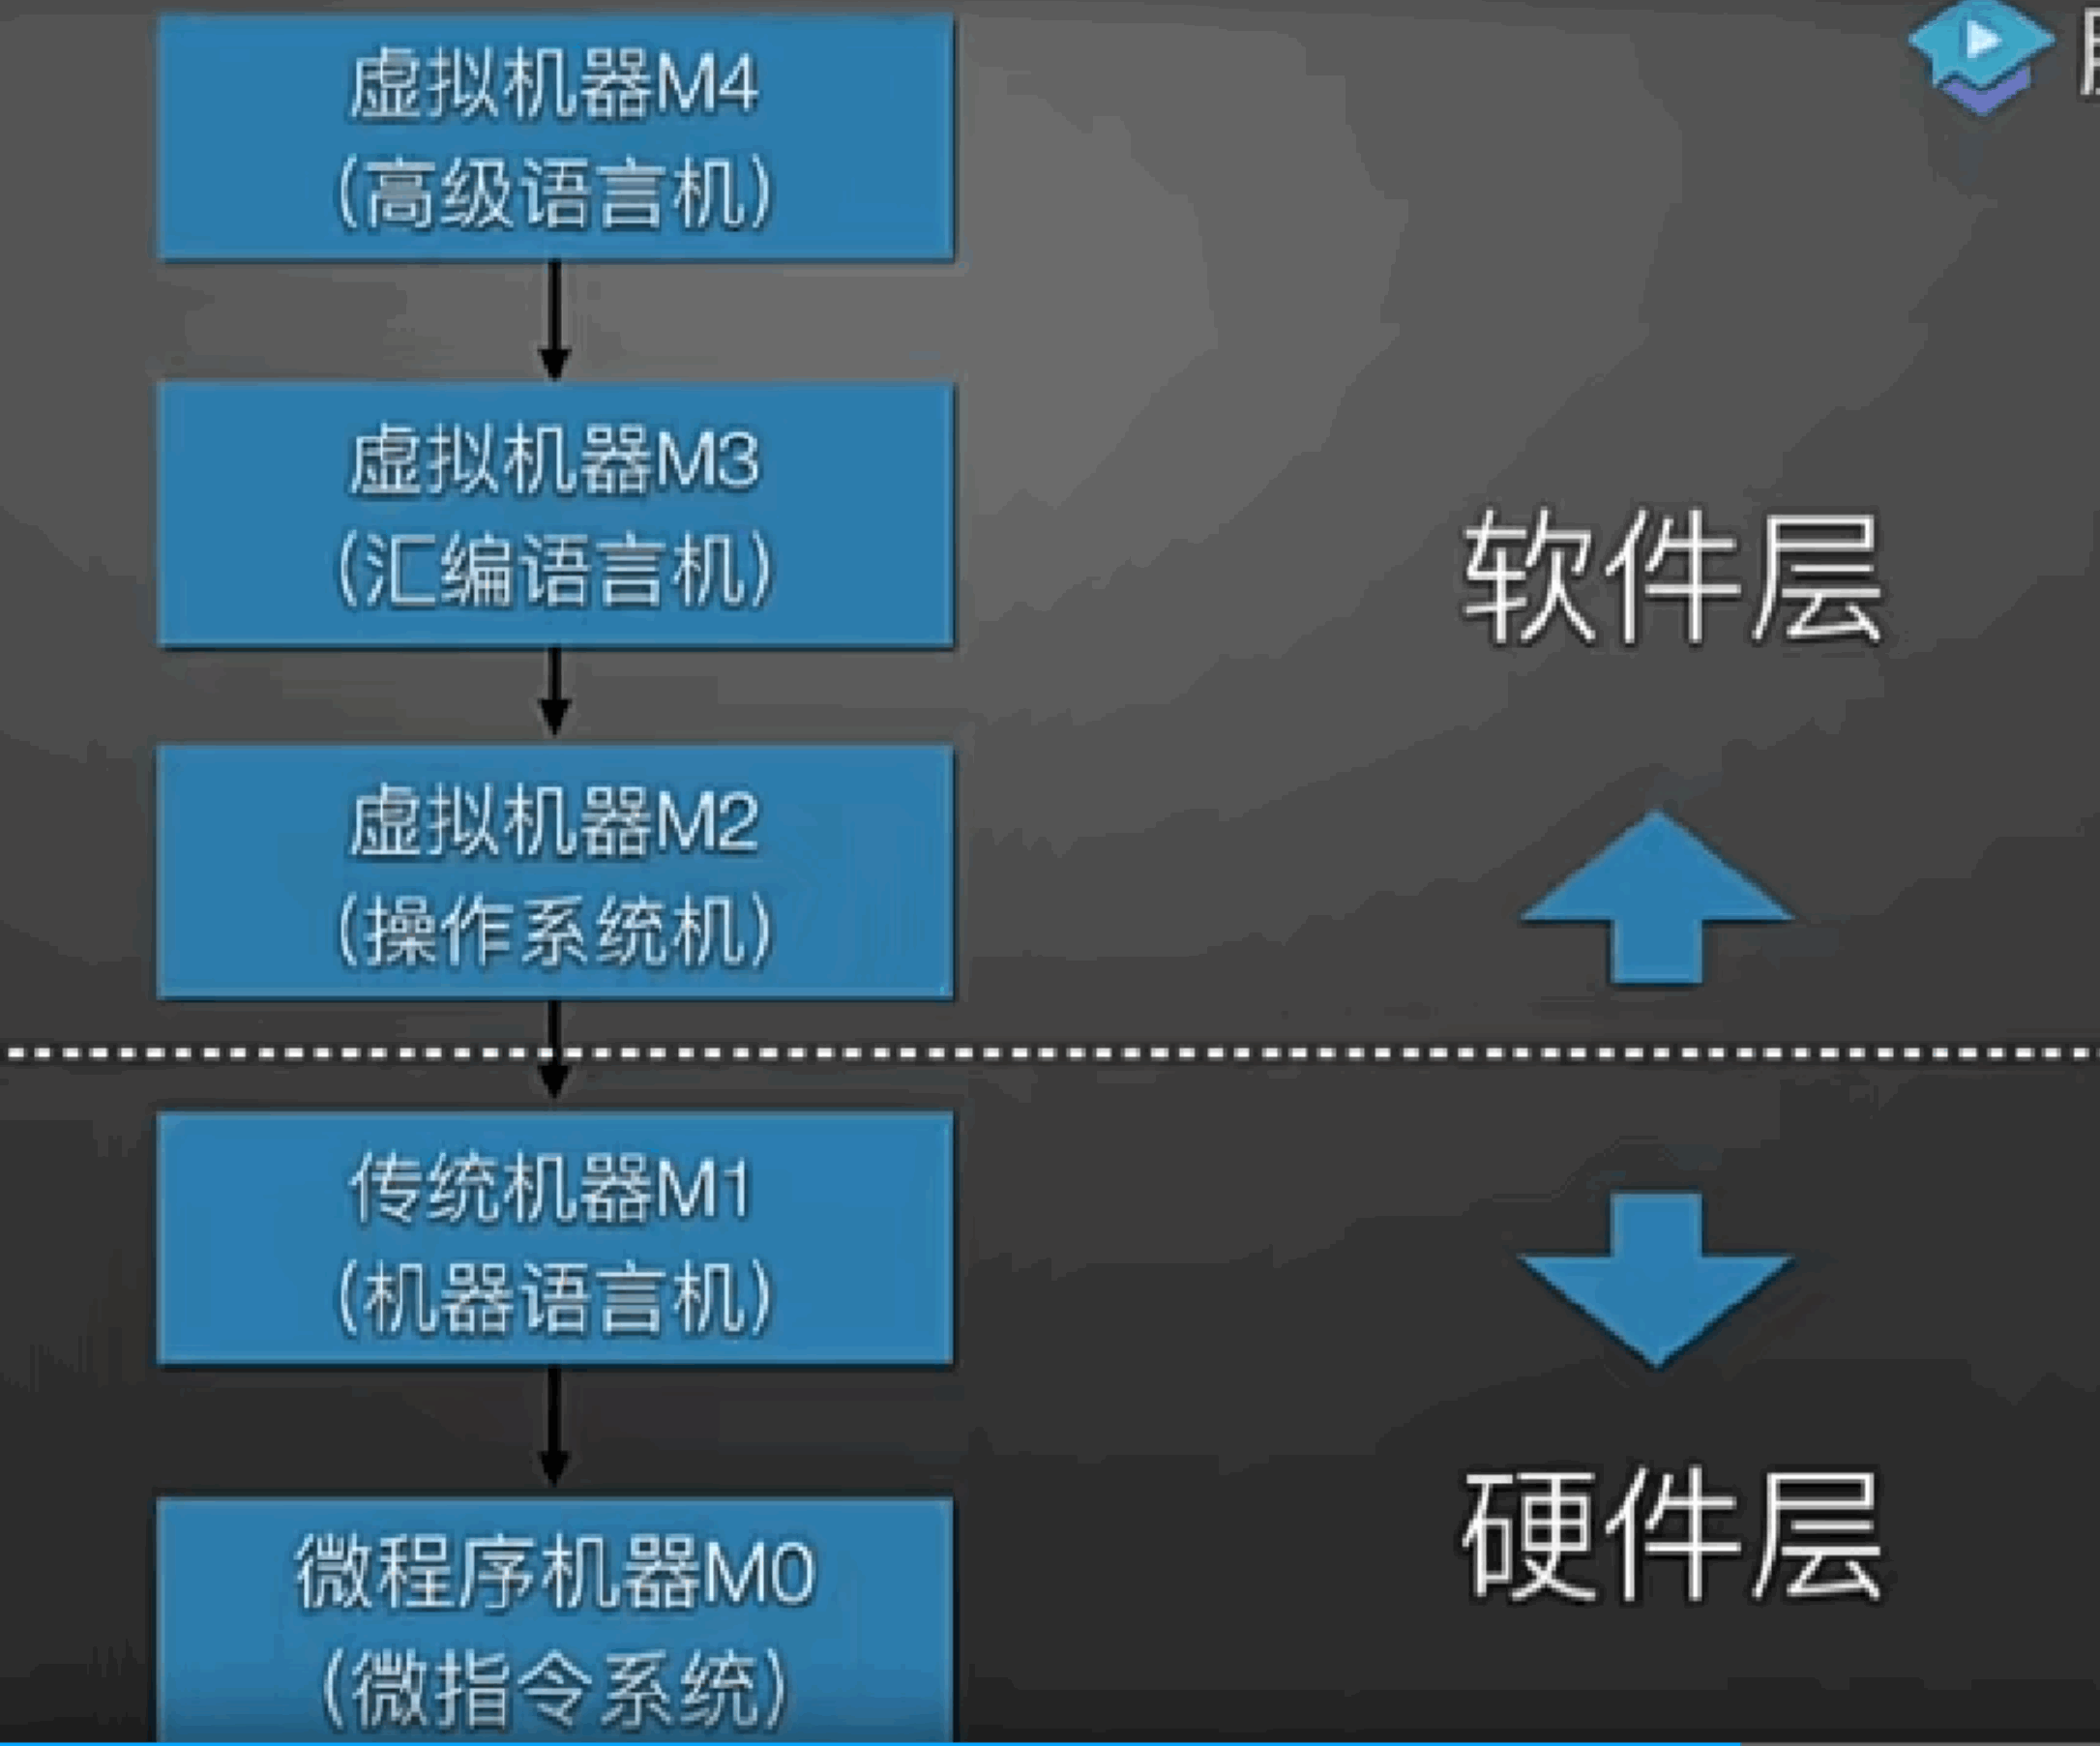 虚拟机器M4
(高级语言机)
虚拟机器M3
(汇编语言机)
软件层
虚拟机器M2
(操作系统机)
传统机器M1
(机器语言机)
硬件层
微程序机器M0
(微指令系统)